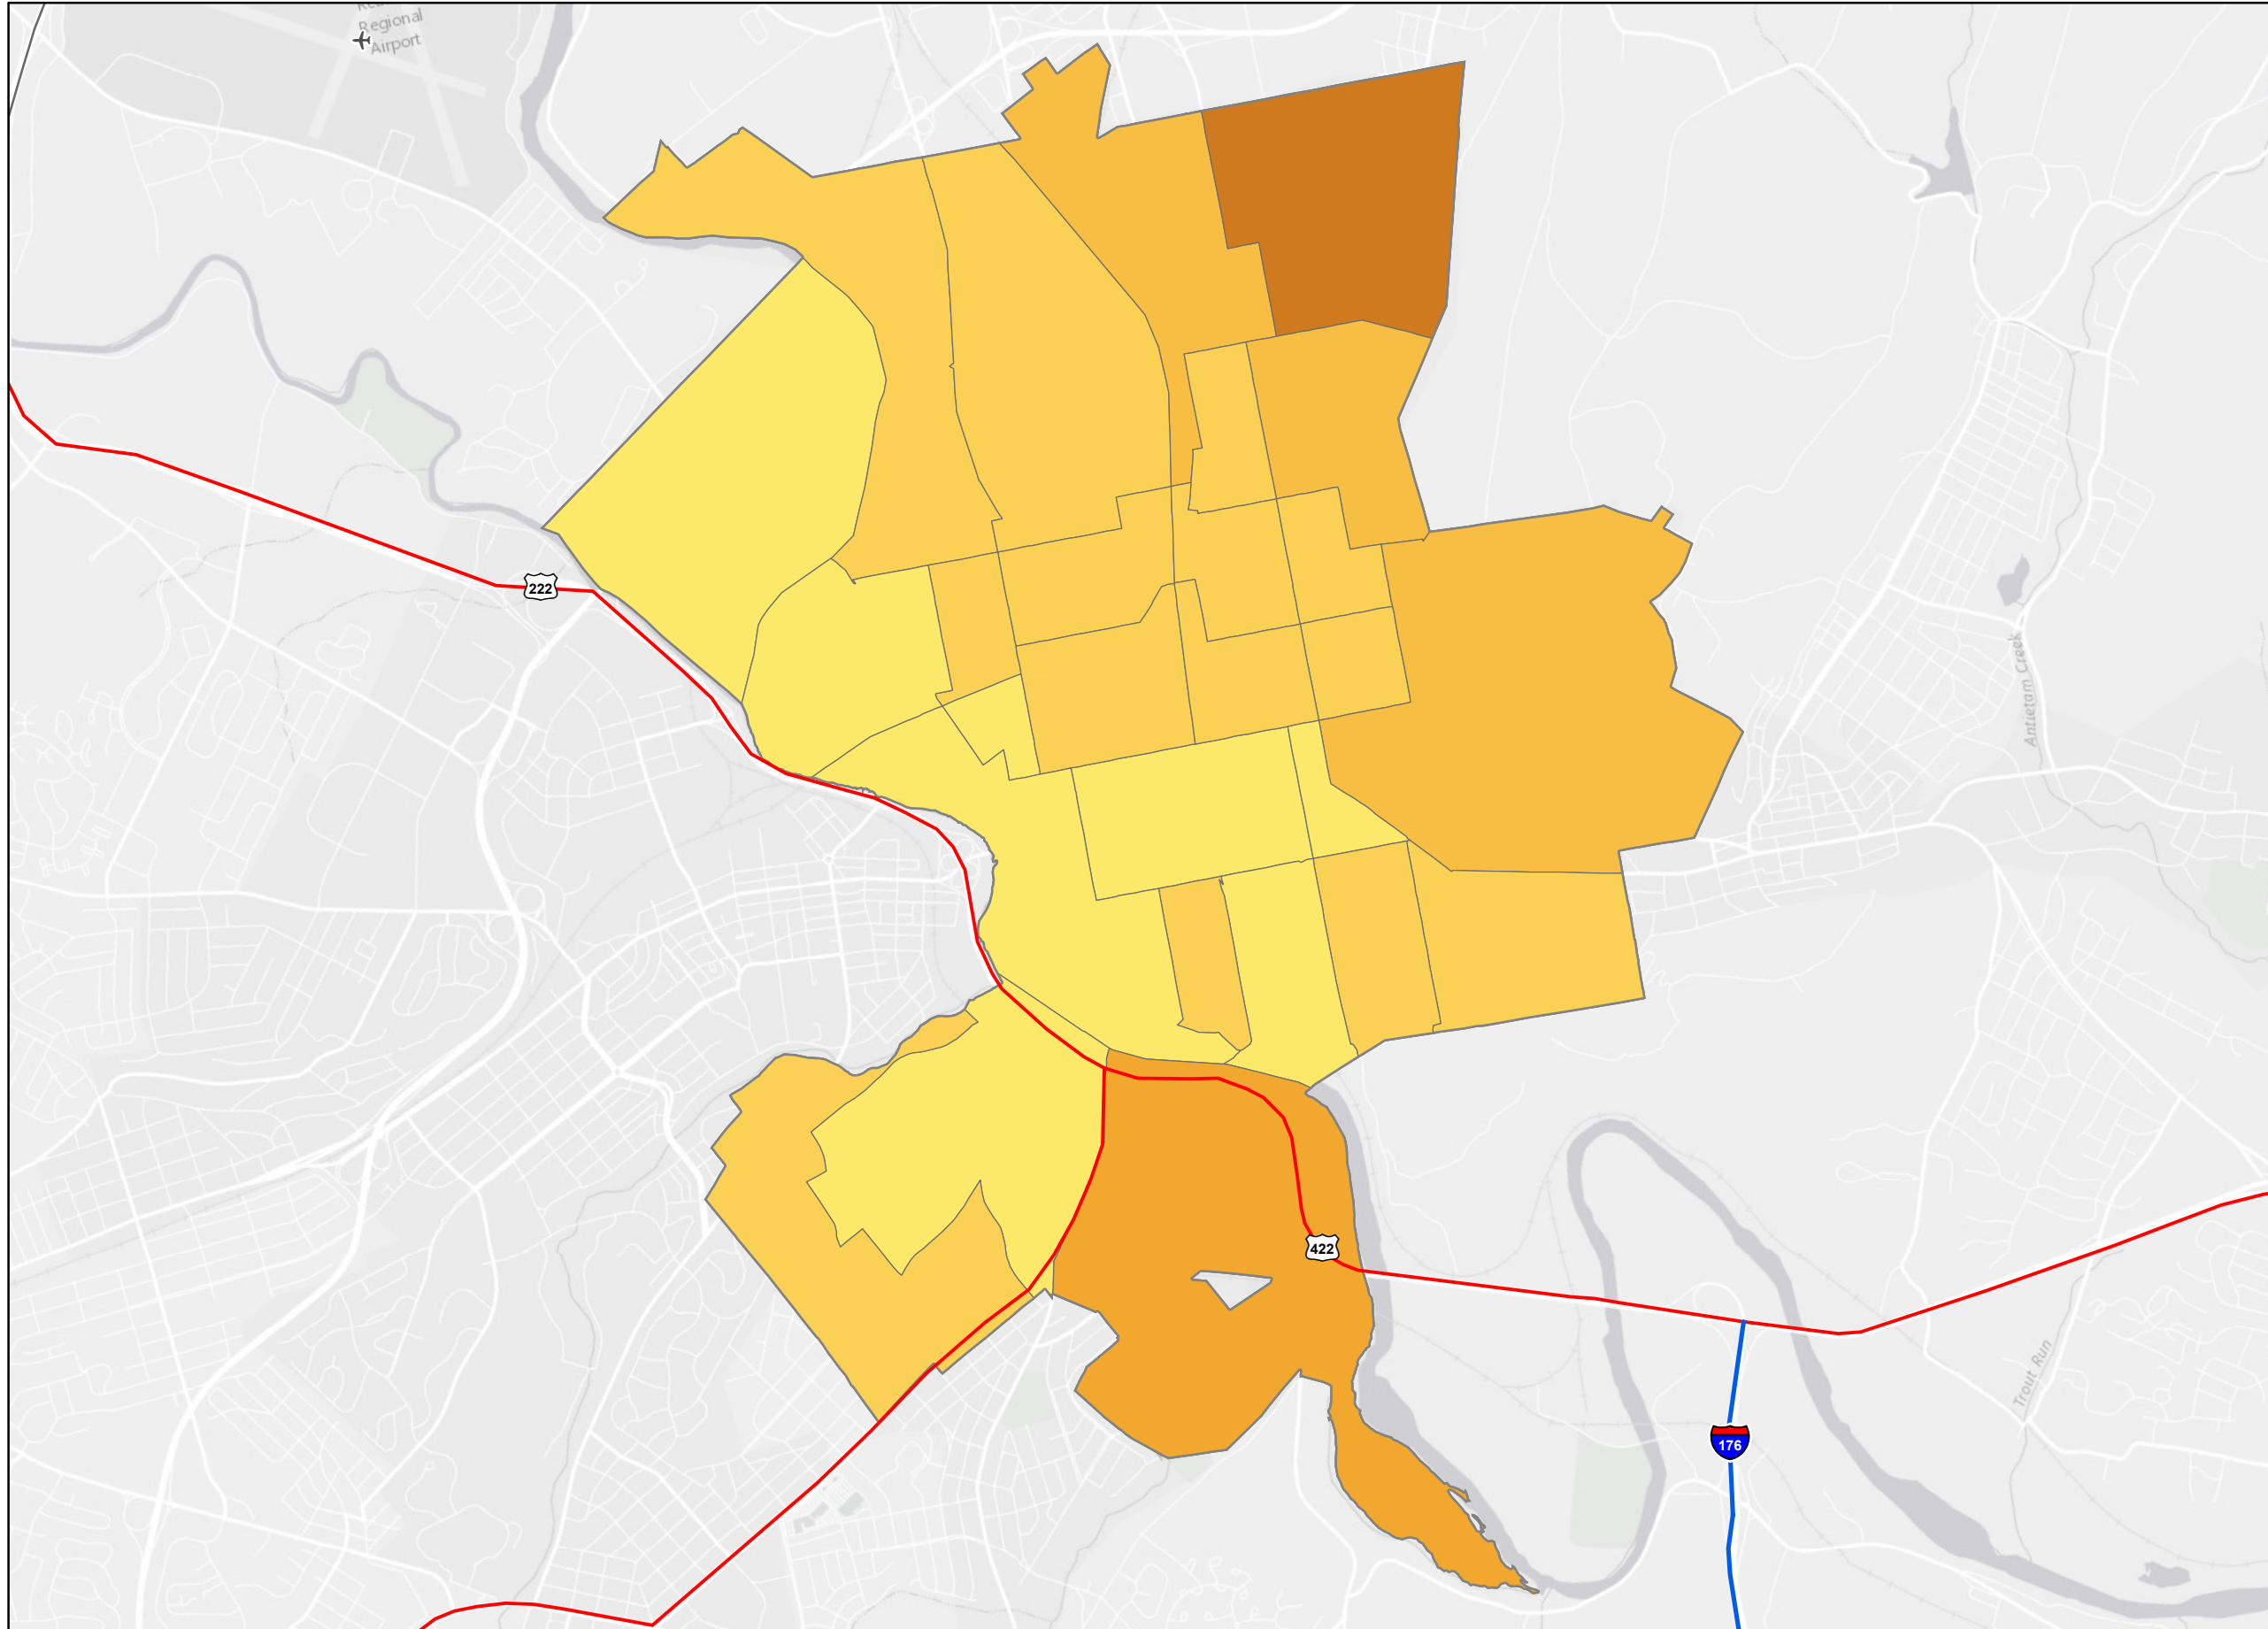 Regional
Airport
222
Antietam Creek
422
Trout Run
176